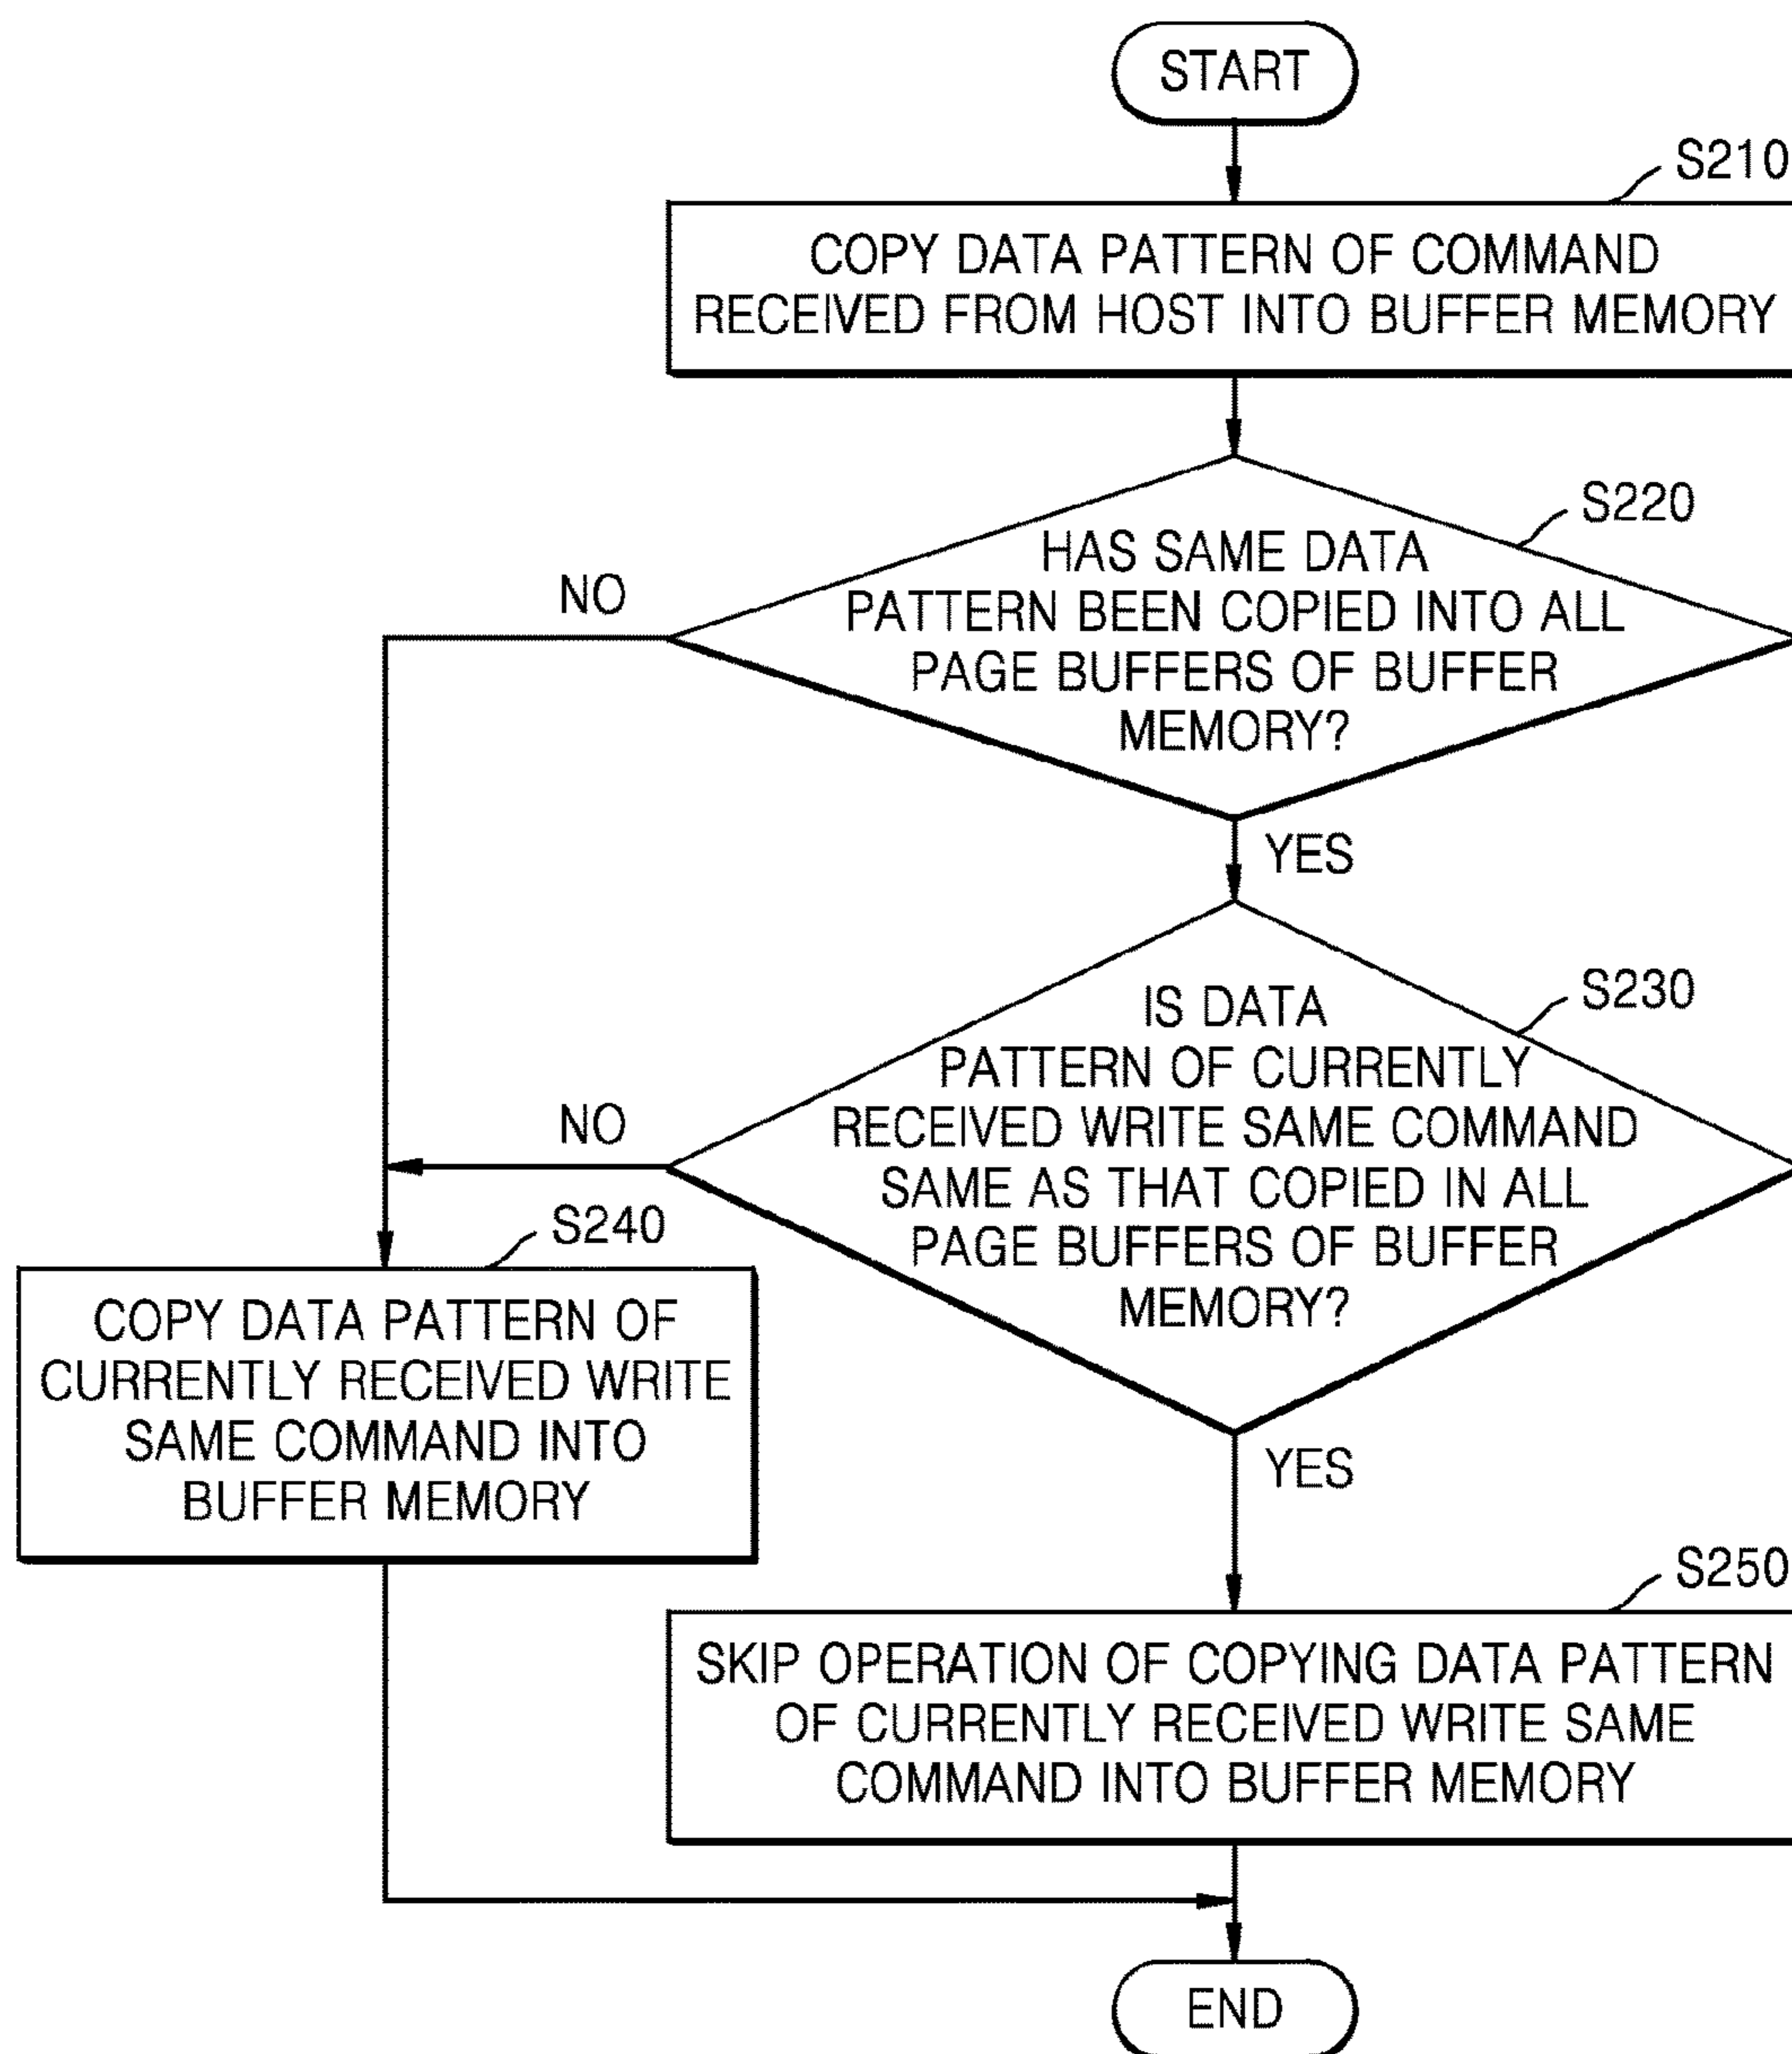 START
S210
COPY DATA PATTERN OF COMMAND
RECEIVED FROM HOST INTO BUFFER MEMORY
S220
HAS SAME DATA
PATTERN BEEN COPIED INTO ALL
PAGE BUFFERS OF BUFFER
MEMORY?
NO
YES
S230
IS DATA
PATTERN OF CURRENTLY
RECEIVED WRITE SAME COMMAND
SAME AS THAT COPIED IN ALL
PAGE BUFFERS OF BUFFER
MEMORY?
NO
S240
COPY DATA PATTERN OF
CURRENTLY RECEIVED WRITE
SAME COMMAND INTO
BUFFER MEMORY
YES
S250
SKIP OPERATION OF COPYING DATA PATTERN
OF CURRENTLY RECEIVED WRITE SAME
COMMAND INTO BUFFER MEMORY
END